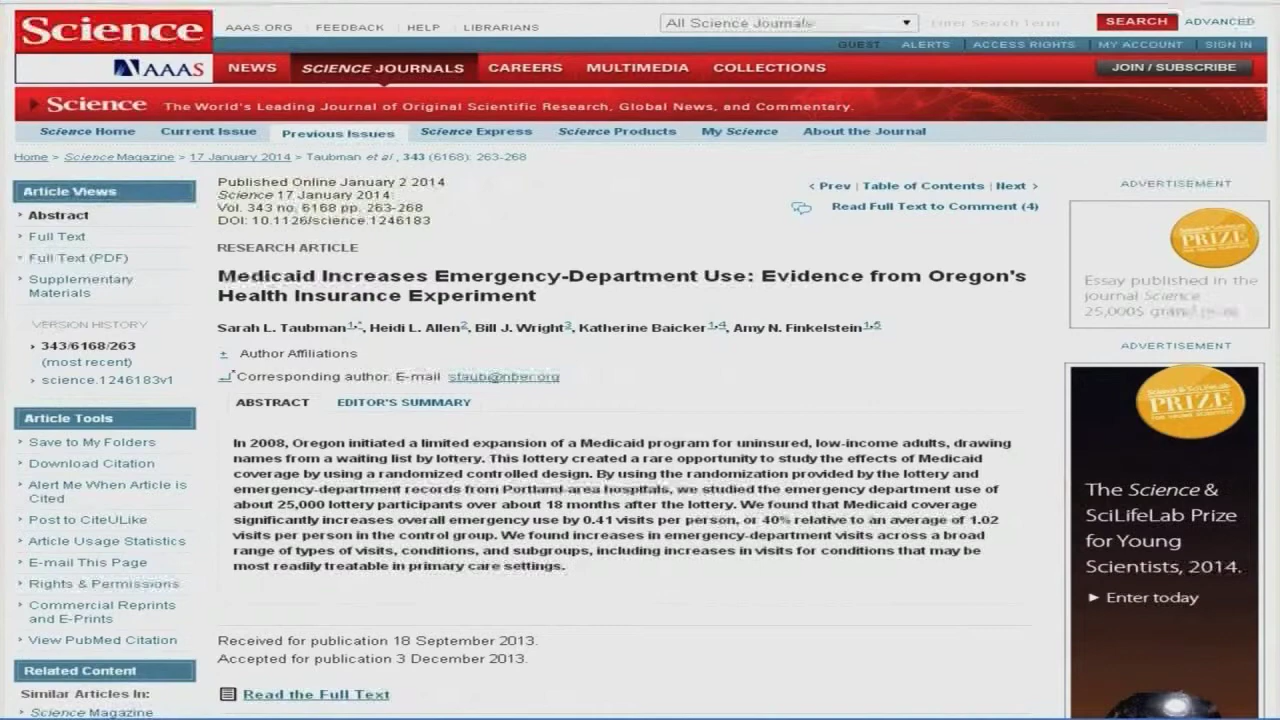 Science
AAAS.ORG FEEDBACK HELP LIBRARIANS
All Science Journals
Enter Search Term
SEARCH
ADVANCED
GUEST ALERTS ACCESS RIGHTS MY ACCOUNT SIGN IN
AAAS
NEWS SCIENCE JOURNALS CAREERS MULTIMEDIA COLLECTIONS
JOIN / SUBSCRIBE
Science The World's Leading Journal of Original Scientific Research, Global News, and Commentary.
Science Home Current Issue Previous Issues Science Express Science Products My Science About the Journal
Home > Science Magazine > 17 January 2014 > Taubman et al., 343 (6168): 263-268
Article Views
Abstract
Full Text
Full Text (PDF)
Supplementary
Materials
VERSION HISTORY
343/6168/263
(most recent)
science.1246183v1
Article Tools
Save to My Folders
Download Citation
Alert Me When Article is
Cited
Post to CiteULike
Article Usage Statistics
E-mail This Page
Rights & Permissions
Commercial Reprints
and E-Prints
View PubMed Citation
Related Content
Similar Articles In:
Science Magazine
Published Online January 2 2014
Science 17 January 2014:
Vol. 343 no. 6168 pp. 263-268
DOI: 10.1126/science.1246183
< Prev | Table of Contents | Next >
Read Full Text to Comment (4)
RESEARCH ARTICLE
Medicaid Increases Emergency-Department Use: Evidence from Oregon's
Health Insurance Experiment
Sarah L. Taubman1,*, Heidi L. Allen2, Bill J. Wright3, Katherine Baicker1,4, Amy N. Finkelstein1,5
+ Author Affiliations
*Corresponding author. E-mail staub@nber.org
ABSTRACT EDITOR'S SUMMARY
In 2008, Oregon initiated a limited expansion of a Medicaid program for uninsured, low-income adults, drawing
names from a waiting list by lottery. This lottery created a rare opportunity to study the effects of Medicaid
coverage by using a randomized controlled design. By using the randomization provided by the lottery and
emergency-department records from Portland-area hospitals, we studied the emergency department use of
about 25,000 lottery participants over about 18 months after the lottery. We found that Medicaid coverage
significantly increases overall emergency use by 0.41 visits per person, or 40% relative to an average of 1.02
visits per person in the control group. We found increases in emergency-department visits across a broad
range of types of visits, conditions, and subgroups, including increases in visits for conditions that may be
most readily treatable in primary care settings.
Received for publication 18 September 2013.
Accepted for publication 3 December 2013.
Read the Full Text
ADVERTISEMENT
PRIZE
Essay published in the
journal Science
25,000$ grand
ADVERTISEMENT
Science & SciLifeLab
PRIZE
The Science &
SciLifeLab Prize
for Young
Scientists, 2014.
Enter today